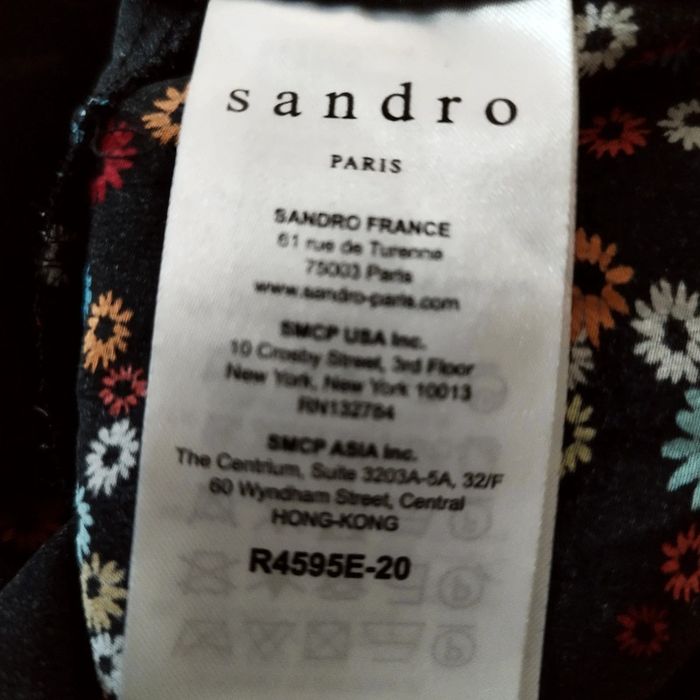 sandro
PARIS
SANDRO FRANCE
61 rue de Turenne
75003 Paris
www.sandro-paris.com
SMCP USA Inc.
10 Crosby Street, 3rd Floor
New York, New York 10013
RN132784
SMCP ASIA Inc.
The Centrium, Suite 3203A-5A, 32/F
60 Wyndham Street, Central
HONG-KONG
R4595E-20